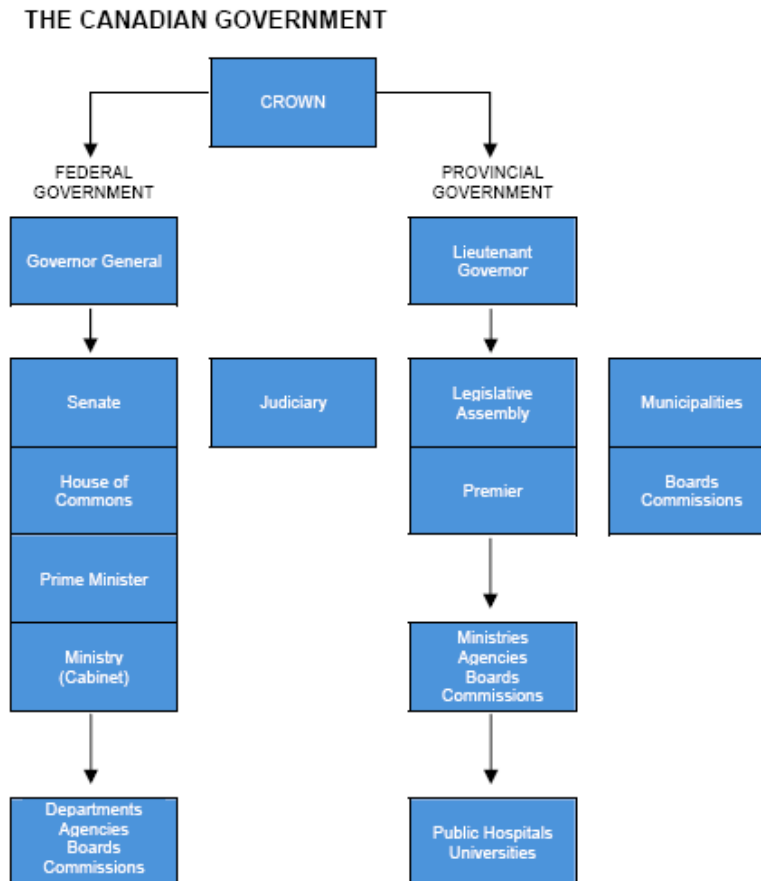 THE CANADIAN GOVERNMENT
CROWN
FEDERAL
GOVERNMENT
PROVINCIAL
GOVERNMENT
Governor General
Lieutenant
Governor
Senate
Judiciary
Legislative
Assembly
Municipalities
House of
Commons
Premier
Boards
Commissions
Prime Minister
Ministry
(Cabinet)
Ministries
Agencies
Boards
Commissions
Departments
Agencies
Boards
Commissions
Public Hospitals
Universities